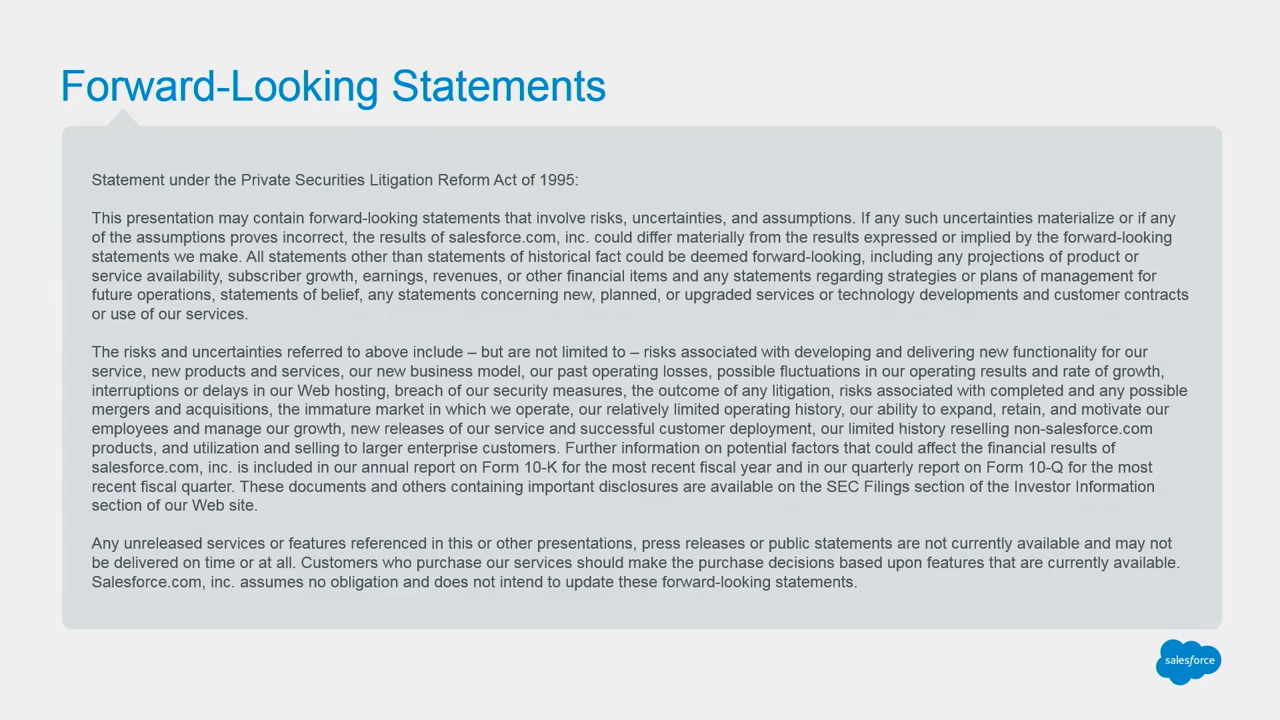 Forward-Looking Statements
Statement under the Private Securities Litigation Reform Act of 1995:
This presentation may contain forward-looking statements that involve risks, uncertainties, and assumptions. If any such uncertainties materialize or if any
of the assumptions proves incorrect, the results of salesforce.com, inc. could differ materially from the results expressed or implied by the forward-looking
statements we make. All statements other than statements of historical fact could be deemed forward-looking, including any projections of product or
service availability, subscriber growth, earnings, revenues, or other financial items and any statements regarding strategies or plans of management for
future operations, statements of belief, any statements concerning new, planned, or upgraded services or technology developments and customer contracts
or use of our services.
The risks and uncertainties referred to above include – but are not limited to – risks associated with developing and delivering new functionality for our
service, new products and services, our new business model, our past operating losses, possible fluctuations in our operating results and rate of growth,
interruptions or delays in our Web hosting, breach of our security measures, the outcome of any litigation, risks associated with completed and any possible
mergers and acquisitions, the immature market in which we operate, our relatively limited operating history, our ability to expand, retain, and motivate our
employees and manage our growth, new releases of our service and successful customer deployment, our limited history reselling non-salesforce.com
products, and utilization and selling to larger enterprise customers. Further information on potential factors that could affect the financial results of
salesforce.com, inc. is included in our annual report on Form 10-K for the most recent fiscal year and in our quarterly report on Form 10-Q for the most
recent fiscal quarter. These documents and others containing important disclosures are available on the SEC Filings section of the Investor Information
section of our Web site.
Any unreleased services or features referenced in this or other presentations, press releases or public statements are not currently available and may not
be delivered on time or at all. Customers who purchase our services should make the purchase decisions based upon features that are currently available.
Salesforce.com, inc. assumes no obligation and does not intend to update these forward-looking statements.
salesforce